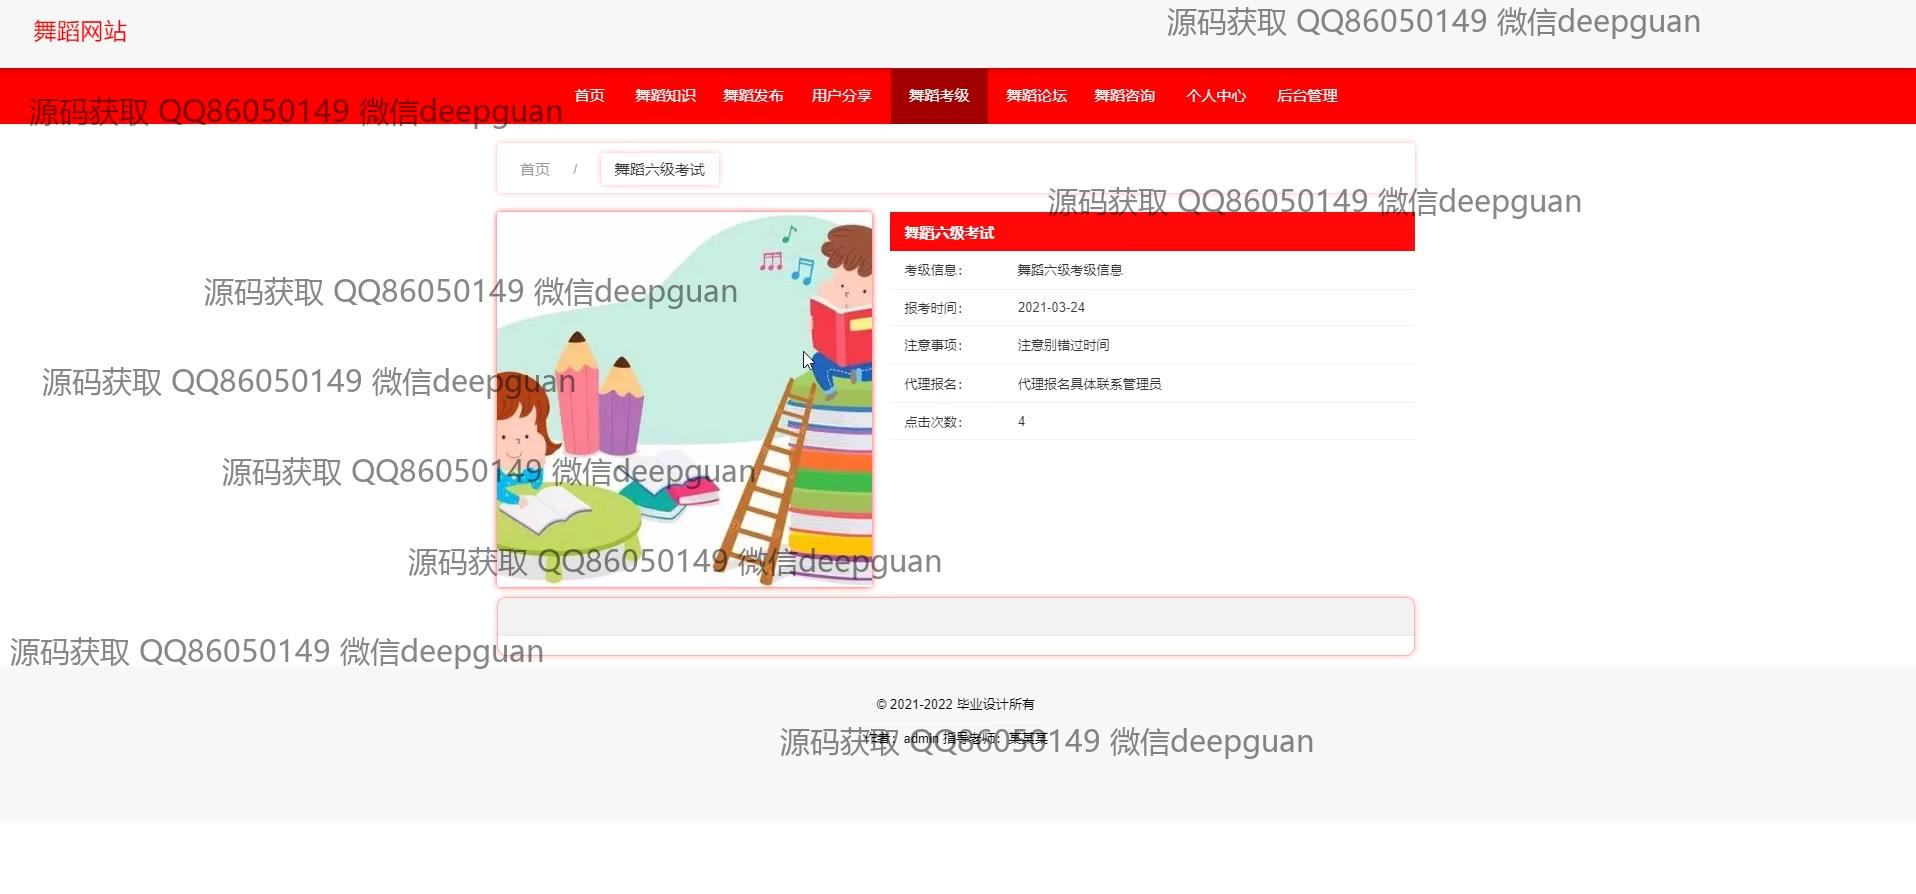 舞蹈网站
源码获取 QQ86050149 微信deepguan
首页 舞蹈知识 舞蹈发布 用户分享 舞蹈考级 舞蹈论坛 舞蹈咨询 个人中心 后台管理
源码获取 QQ86050149 微信deepguan
首页 / 舞蹈六级考试
源码获取 QQ86050149 微信deepguan
舞蹈六级考试
考级信息： 舞蹈六级考级信息
源码获取 QQ86050149 微信deepguan
报考时间： 2021-03-24
注意事项： 注意别错过时间
源码获取 QQ86050149 微信deepguan
代理报名： 代理报名具体联系管理员
点击次数： 4
源码获取 QQ86050149 微信deepguan
源码获取 QQ86050149 微信deepguan
源码获取 QQ86050149 微信deepguan
© 2021-2022 毕业设计所有
作者：admin 指导老师：某某某
源码获取 QQ86050149 微信deepguan